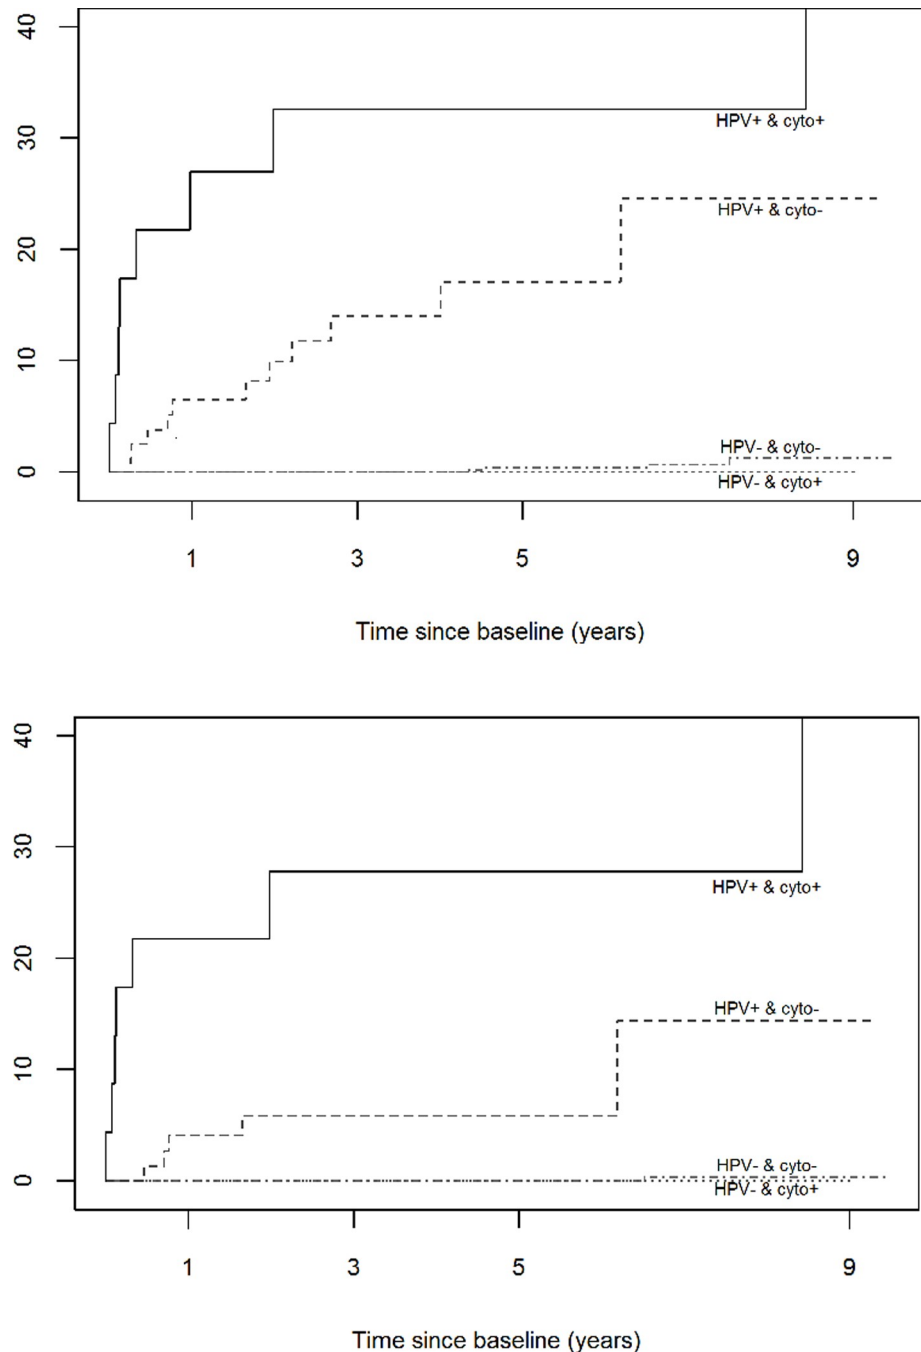 40
30
20
10
0
HPV+ & cyto+
HPV+ & cyto-
HPV- & cyto-
HPV- & cyto+
1 3 5 9
Time since baseline (years)
40
30
20
10
0
HPV+ & cyto+
HPV+ & cyto-
HPV- & cyto-
HPV- & cyto+
1 3 5 9
Time since baseline (years)